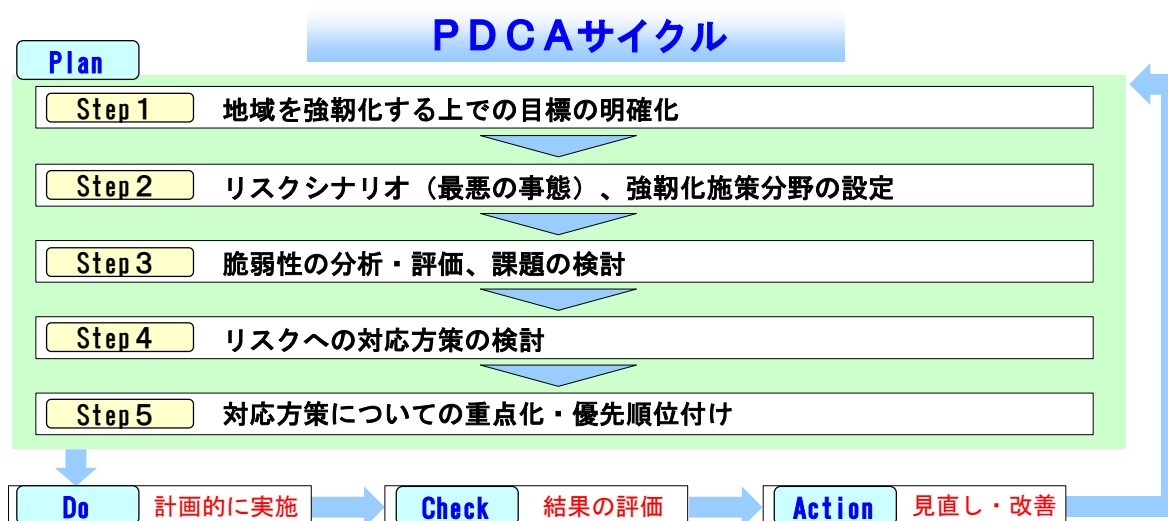 PDCAサイクル
Plan
Step1 地域を強靱化する上での目標の明確化
Step2 リスクシナリオ（最悪の事態）、強靱化施策分野の設定
Step3 脆弱性の分析・評価、課題の検討
Step4 リスクへの対応方策の検討
Step5 対応方策についての重点化・優先順位付け
Do 計画的に実施 Check 結果の評価 Action 見直し・改善